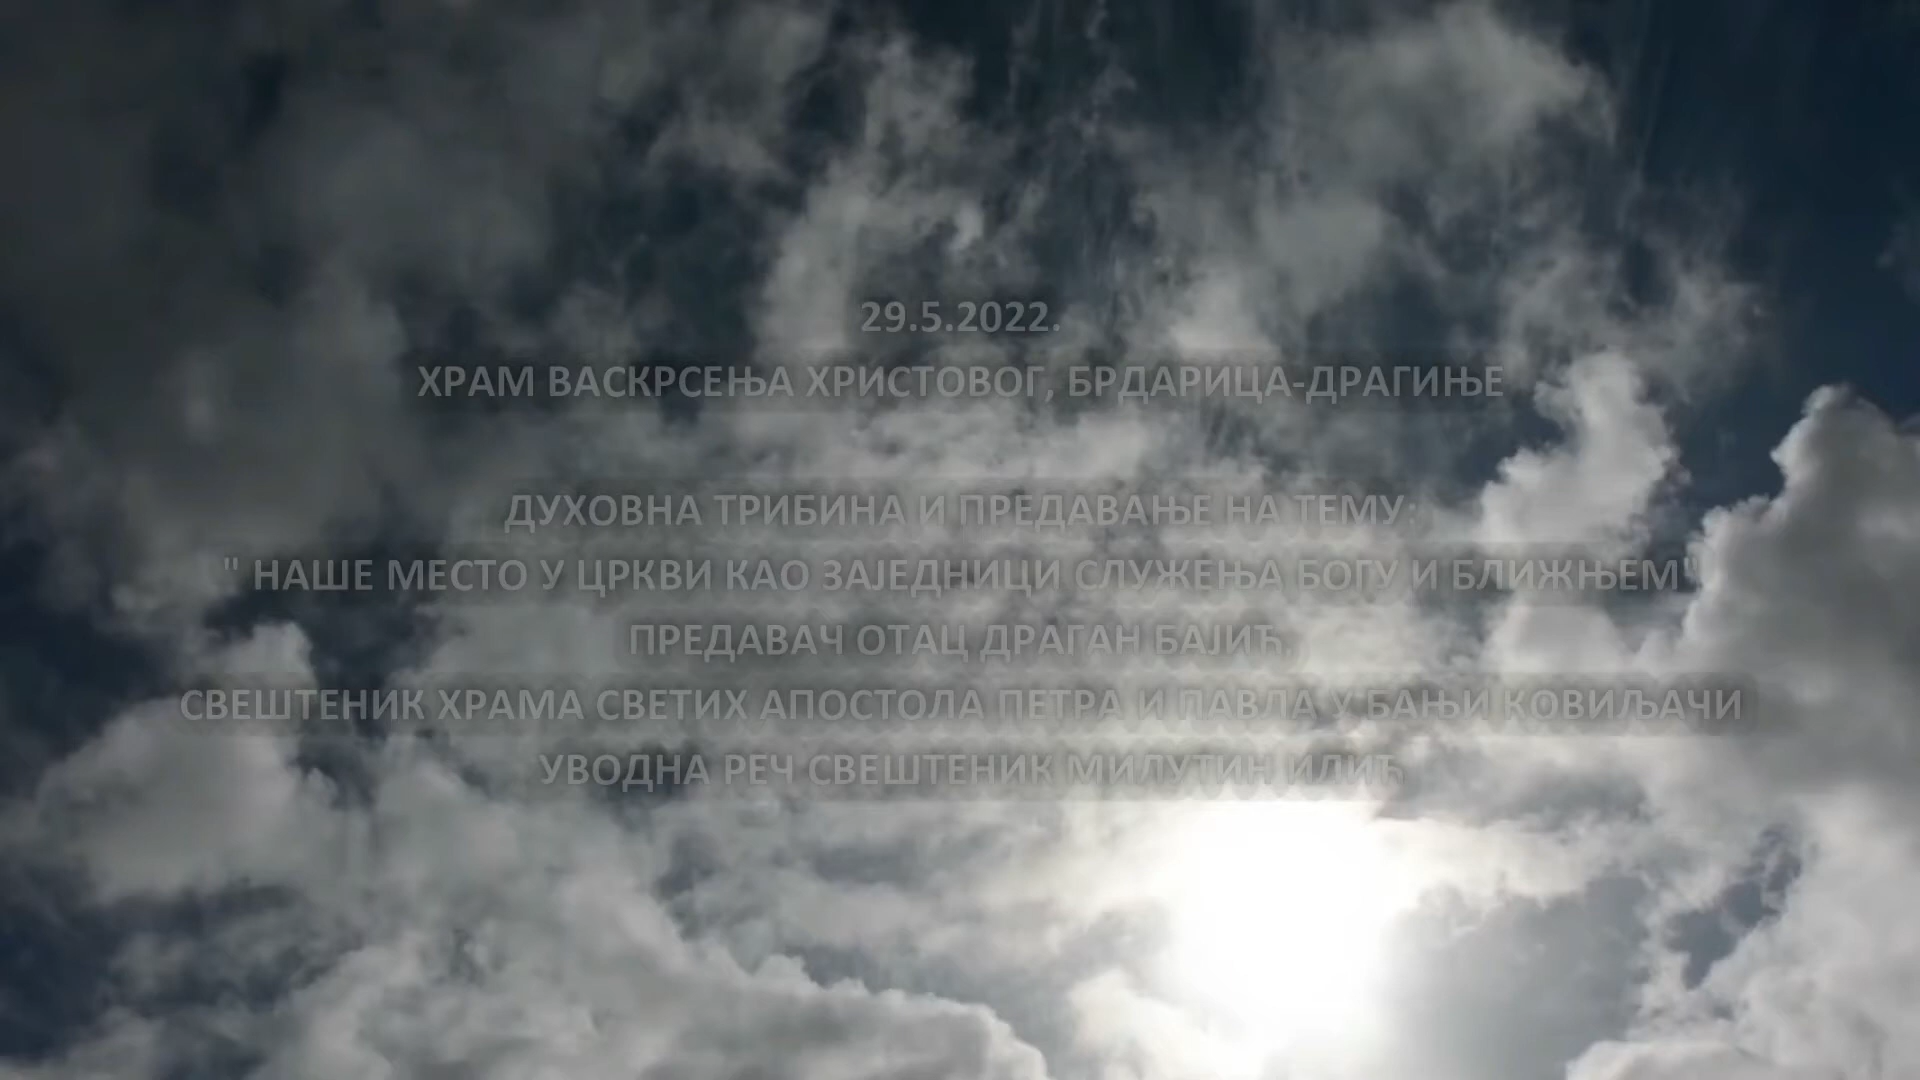 29.5.2022.
ХРАМ ВАСКРСЕЊА ХРИСТОВОГ, БРДАРИЦА-ДРАГИЊЕ
ДУХОВНА ТРИБИНА И ПРЕДАВАЊЕ НА ТЕМУ:
" НАШЕ МЕСТО У ЦРКВИ КАО ЗАЈЕДНИЦИ СЛУЖЕЊА БОГУ И БЛИЖЊЕМ"
ПРЕДАВАЧ ОТАЦ ДРАГАН БАЈИЋ,
СВЕШТЕНИК ХРАМА СВЕТИХ АПОСТОЛА ПЕТРА И ПАВЛА У БАЊИ КОВИЉАЧИ
УВОДНА РЕЧ СВЕШТЕНИК МИЛУТИН ИЛИЋ